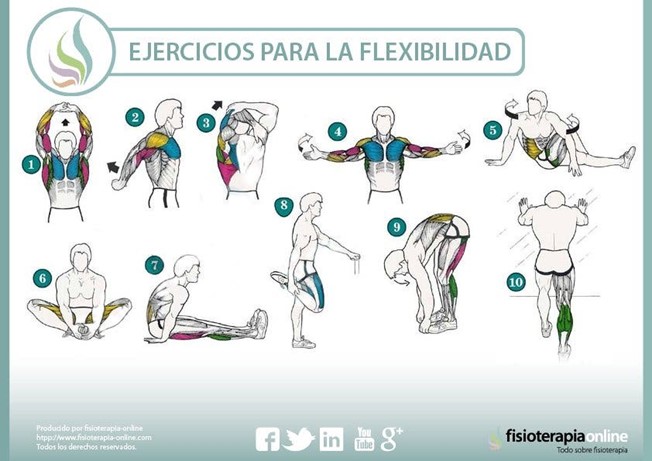 EJERCICIOS PARA LA FLEXIBILIDAD
1
2
3
4
5
6
7
8
9
10
Producido por fisioterapia-online
http://www.fisioterapia-online.com
Todos los derechos reservados.
f
in
You
Tube
g+
fisioterapiaonline
Todo sobre fisioterapia